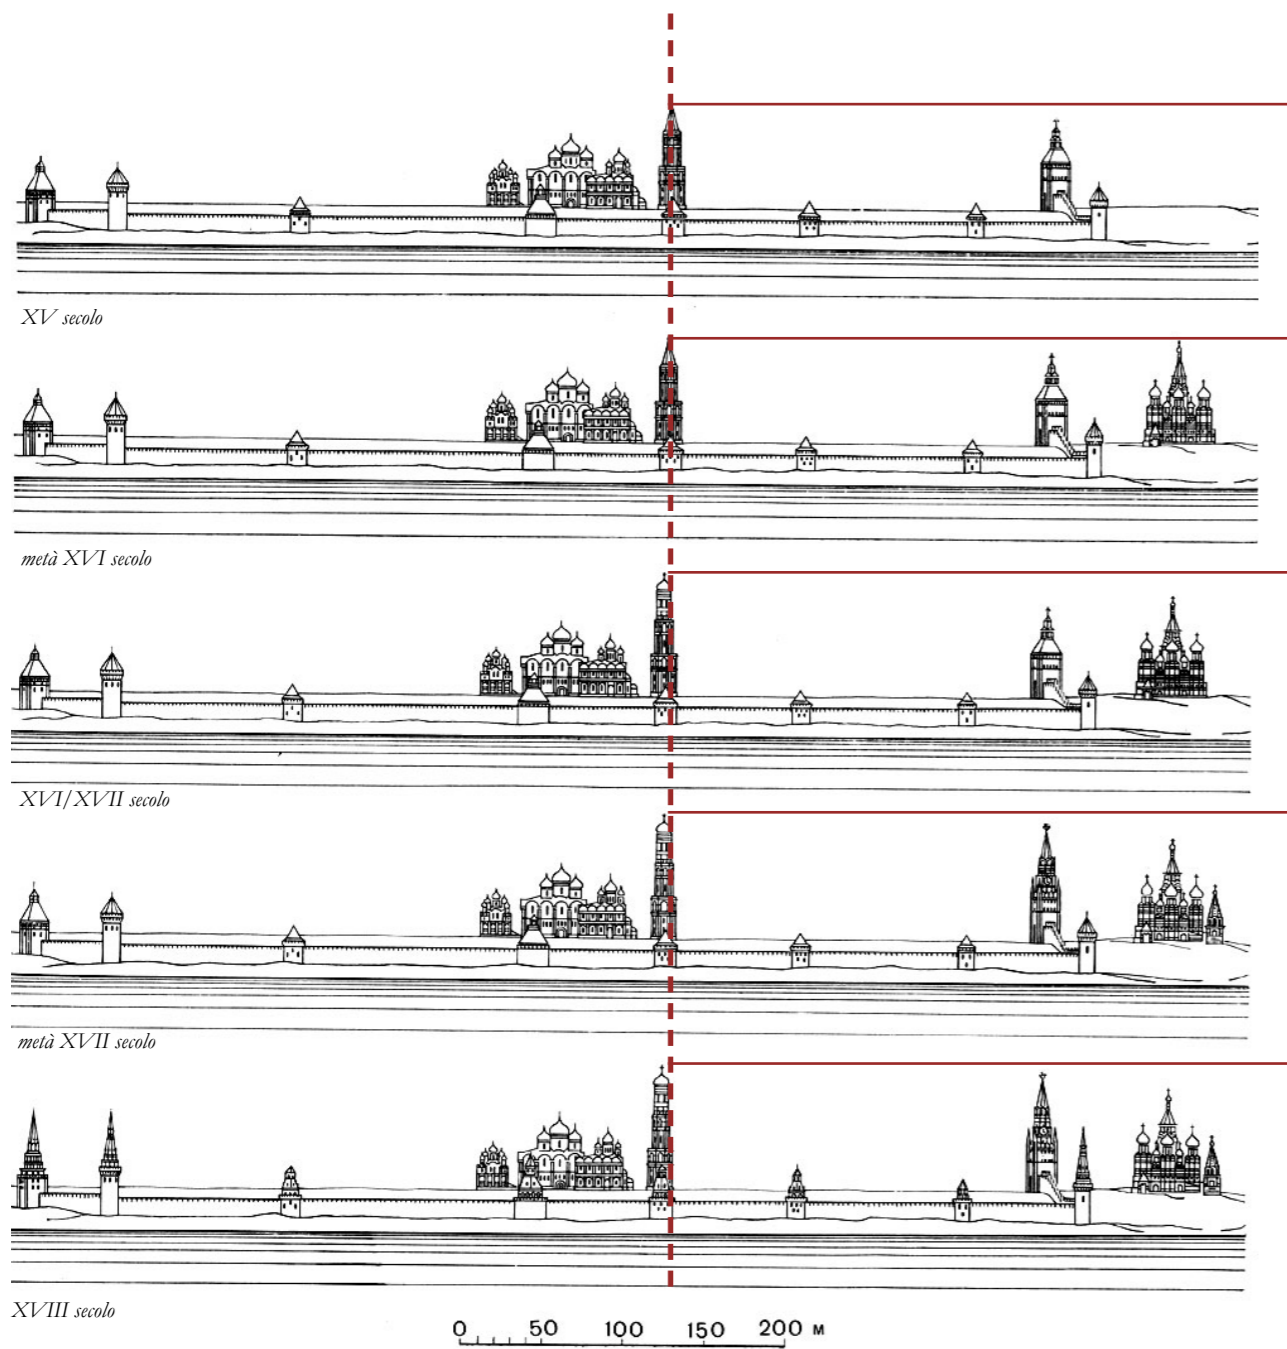 XV secolo
metà XVI secolo
XVI/XVII secolo
metà XVII secolo
XVIII secolo
0 50 100 150 200 м